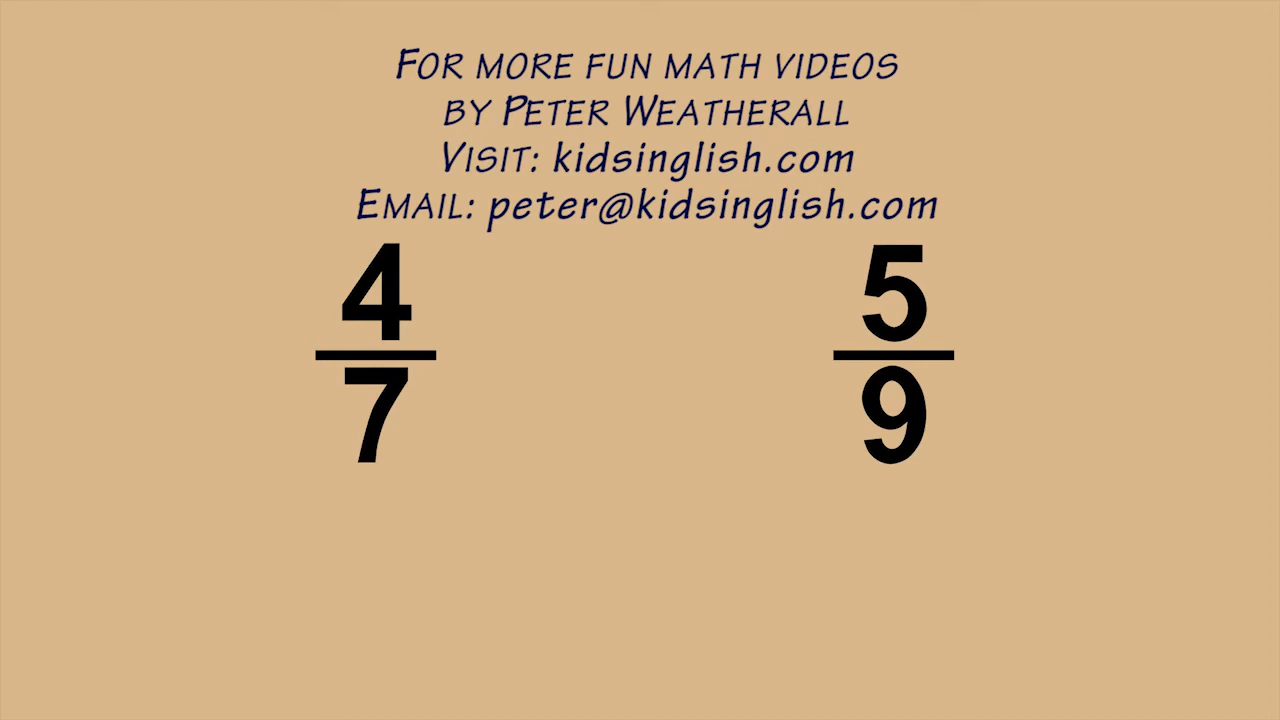 FOR MORE FUN MATH VIDEOS
BY PETER WEATHERALL
VISIT: kidsinglish.com
EMAIL: peter@kidsinglish.com
4 5
7 9